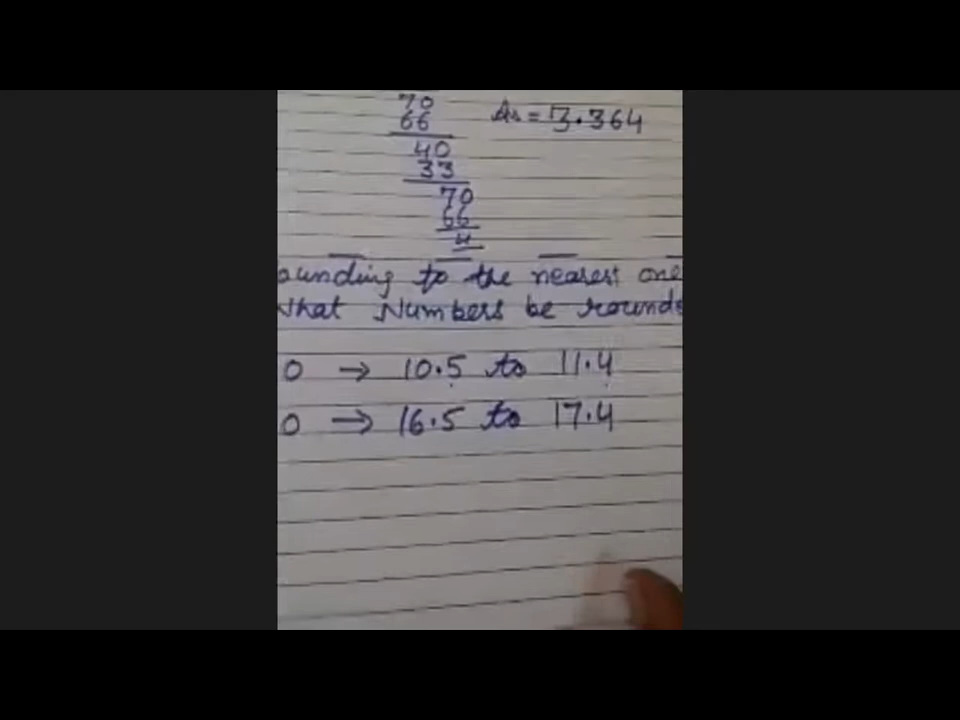 70
66 As = 3.364
40
33
70
66
4
ounding to the nearest one
What Numbers be rounde
0 → 10.5 to 11.4
0 → 16.5 to 17.4